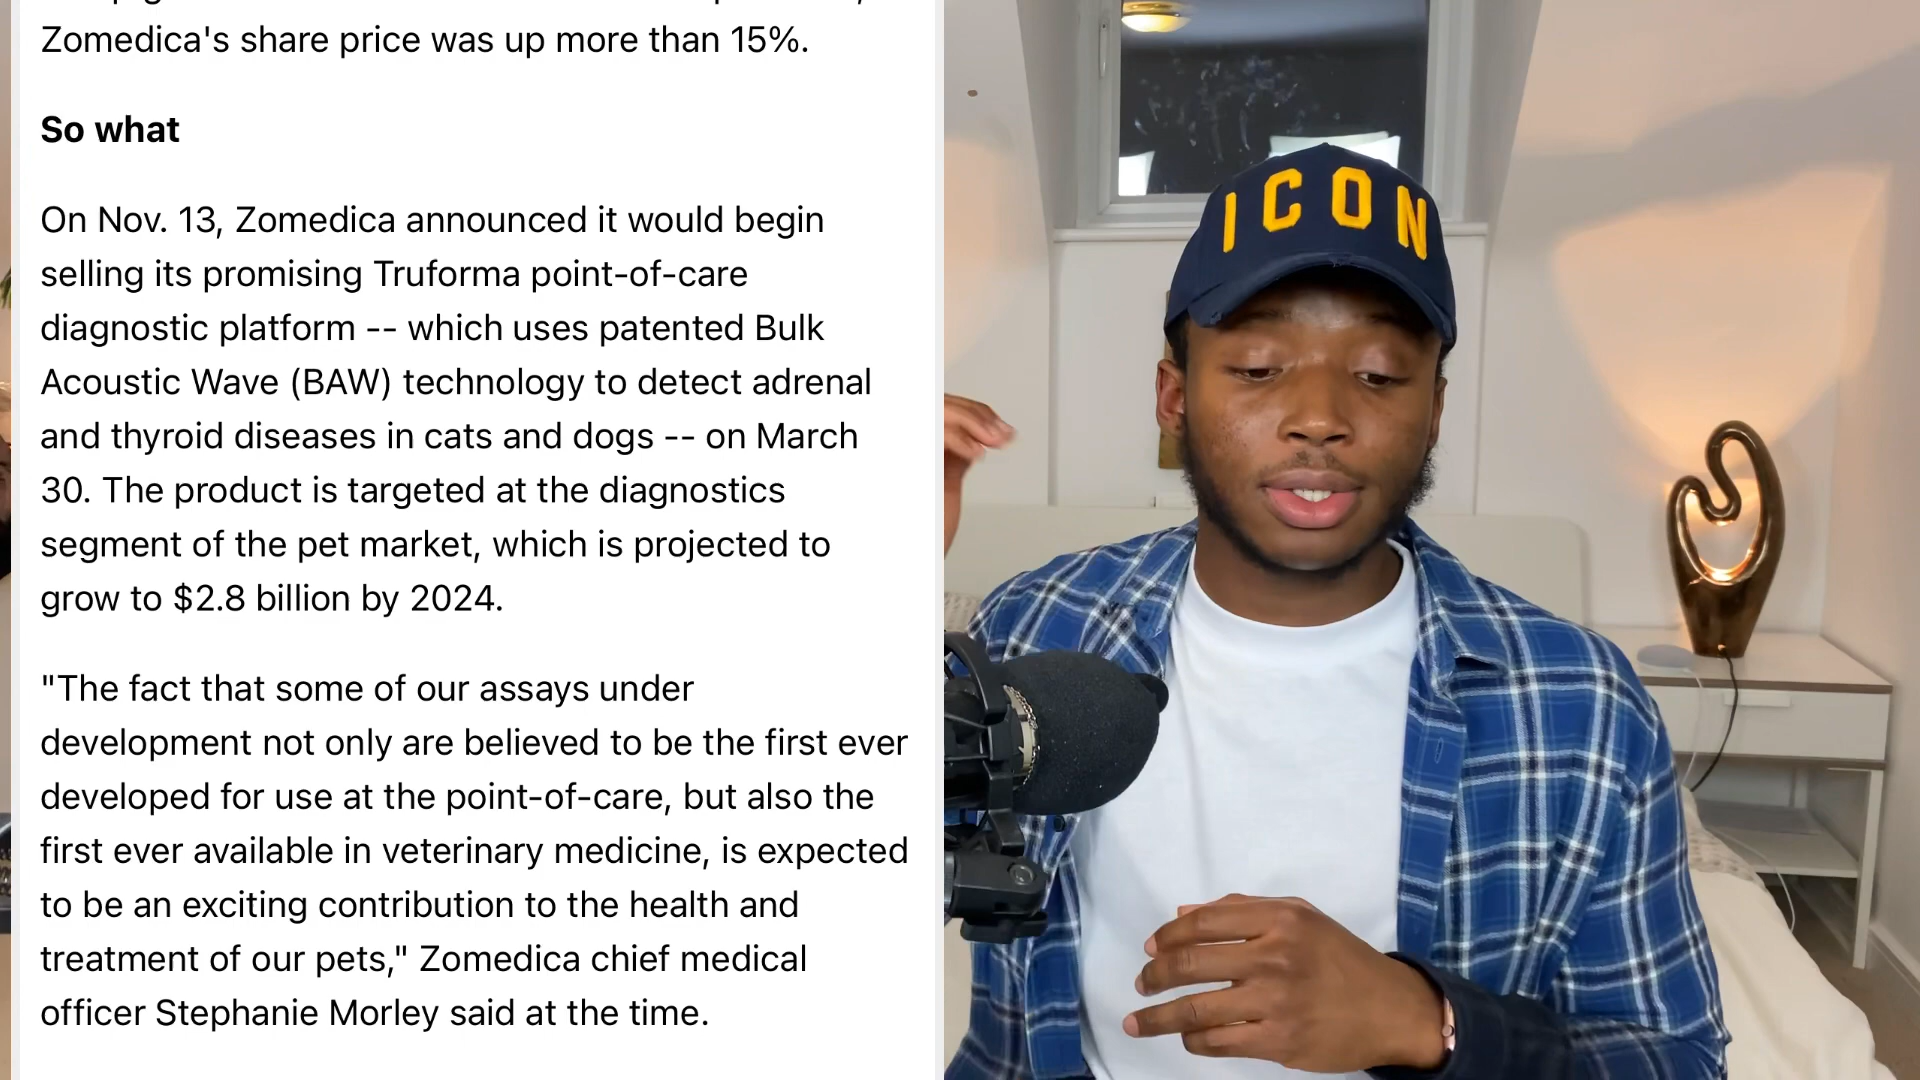 Zomedica's share price was up more than 15%.
So what
On Nov. 13, Zomedica announced it would begin
selling its promising Truforma point-of-care
diagnostic platform -- which uses patented Bulk
Acoustic Wave (BAW) technology to detect adrenal
and thyroid diseases in cats and dogs -- on March
30. The product is targeted at the diagnostics
segment of the pet market, which is projected to
grow to $2.8 billion by 2024.
"The fact that some of our assays under
development not only are believed to be the first ever
developed for use at the point-of-care, but also the
first ever available in veterinary medicine, is expected
to be an exciting contribution to the health and
treatment of our pets," Zomedica chief medical
officer Stephanie Morley said at the time.
ICON